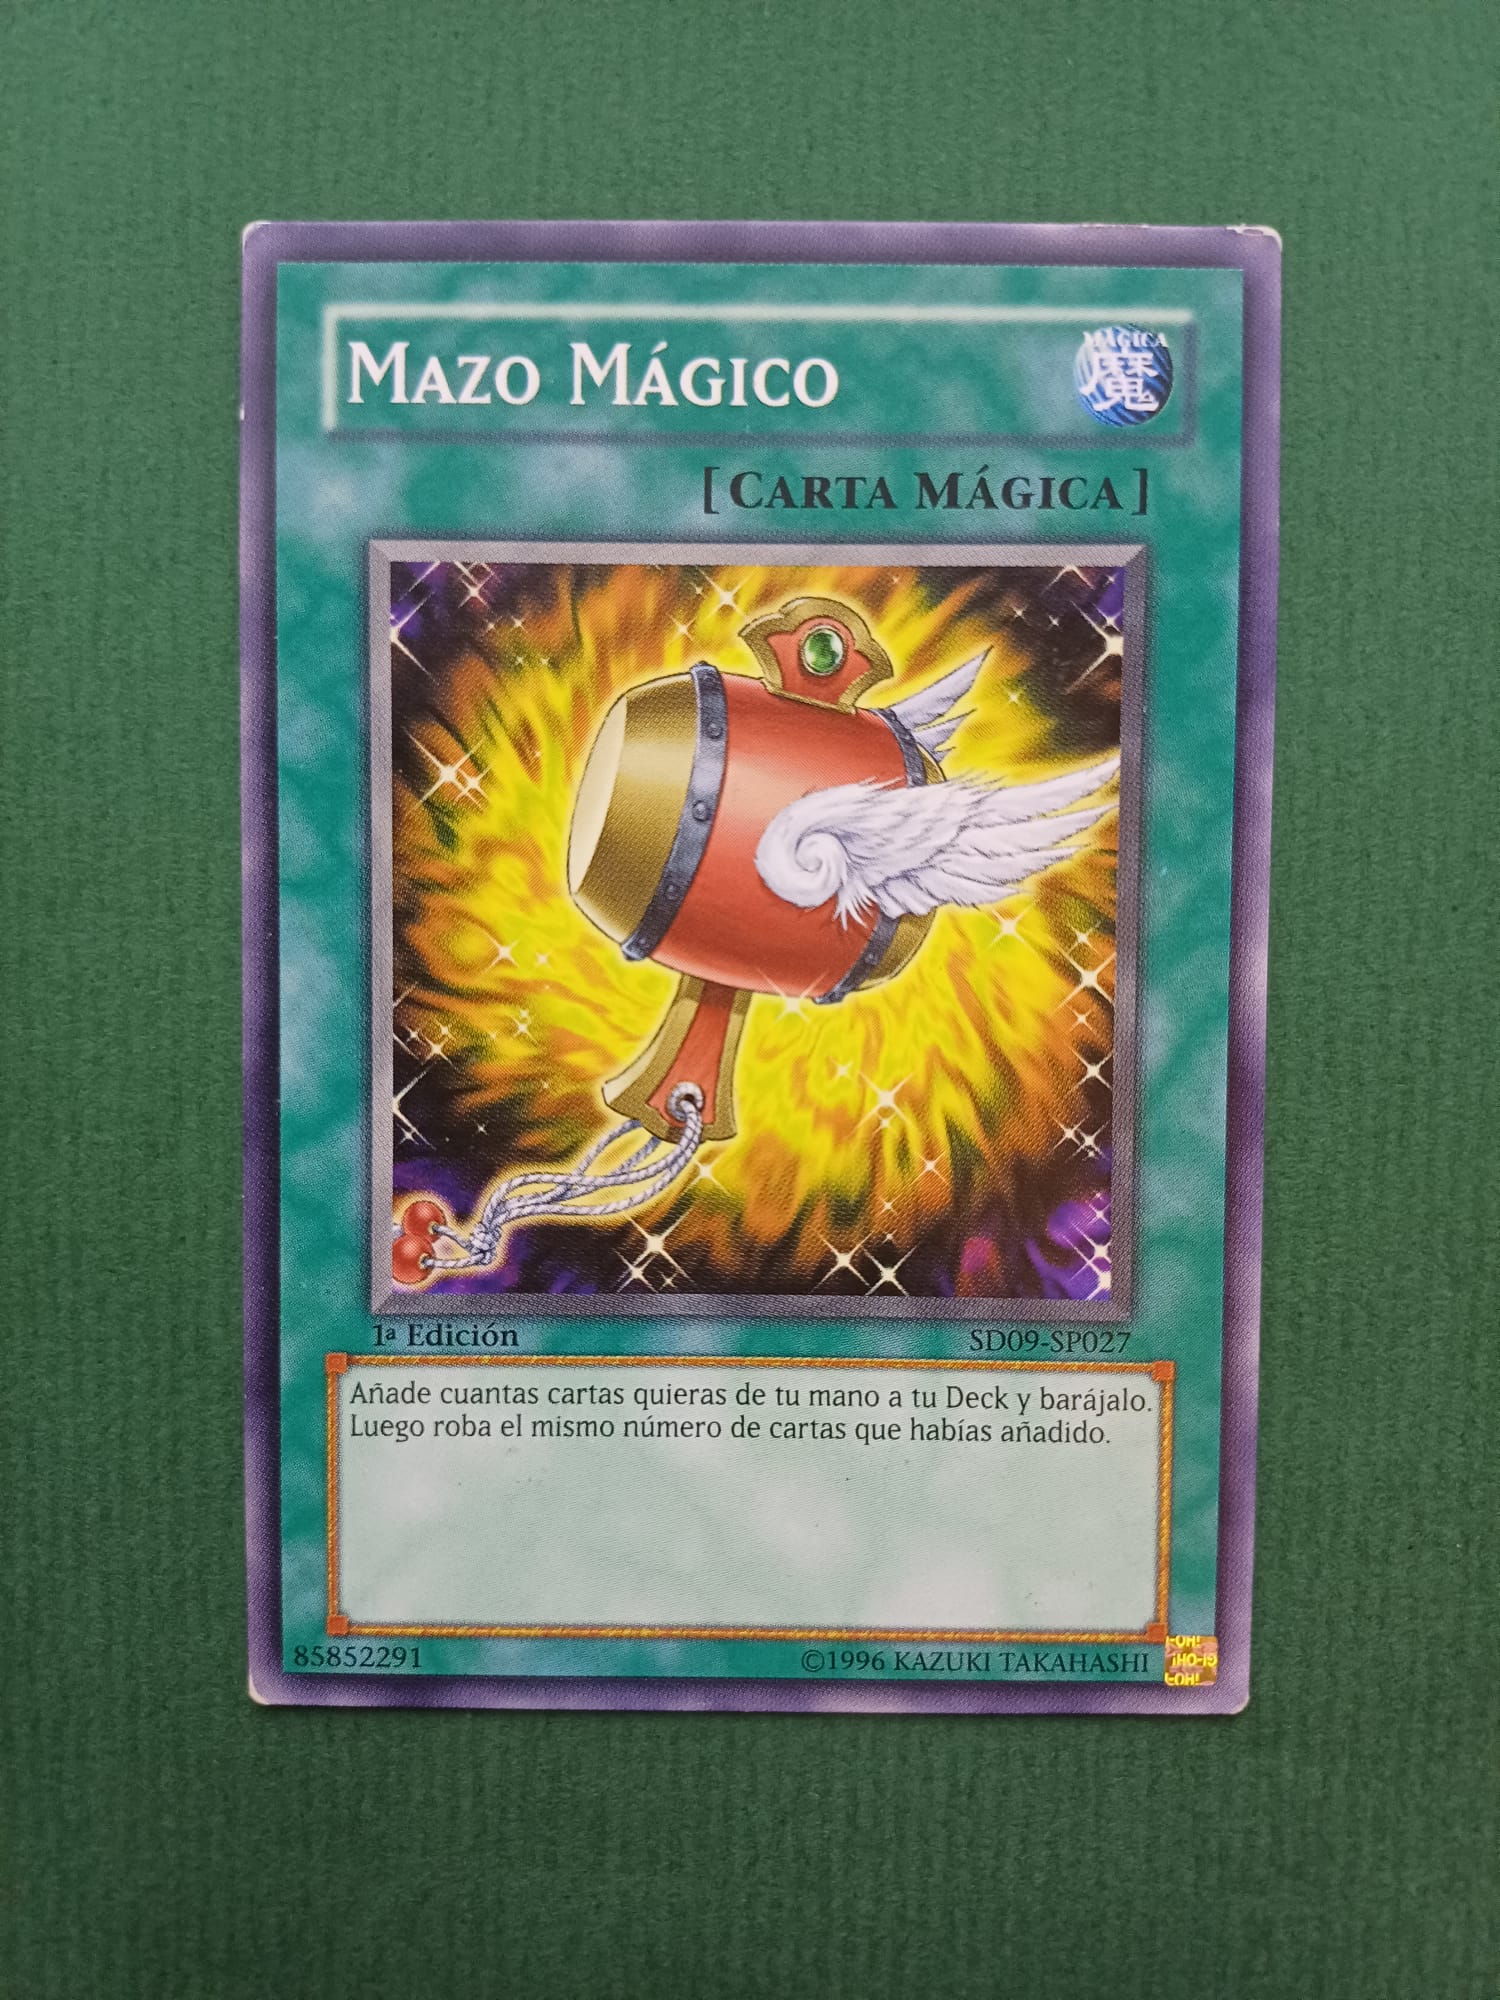 Mazo Mágico
MÁGICA
魔
[Carta Mágica]
1ª Edición
SD09-SP027
Añade cuantas cartas quieras de tu mano a tu Deck y barájalo.
Luego roba el mismo número de cartas que habías añadido.
85852291
©1996 KAZUKI TAKAHASHI